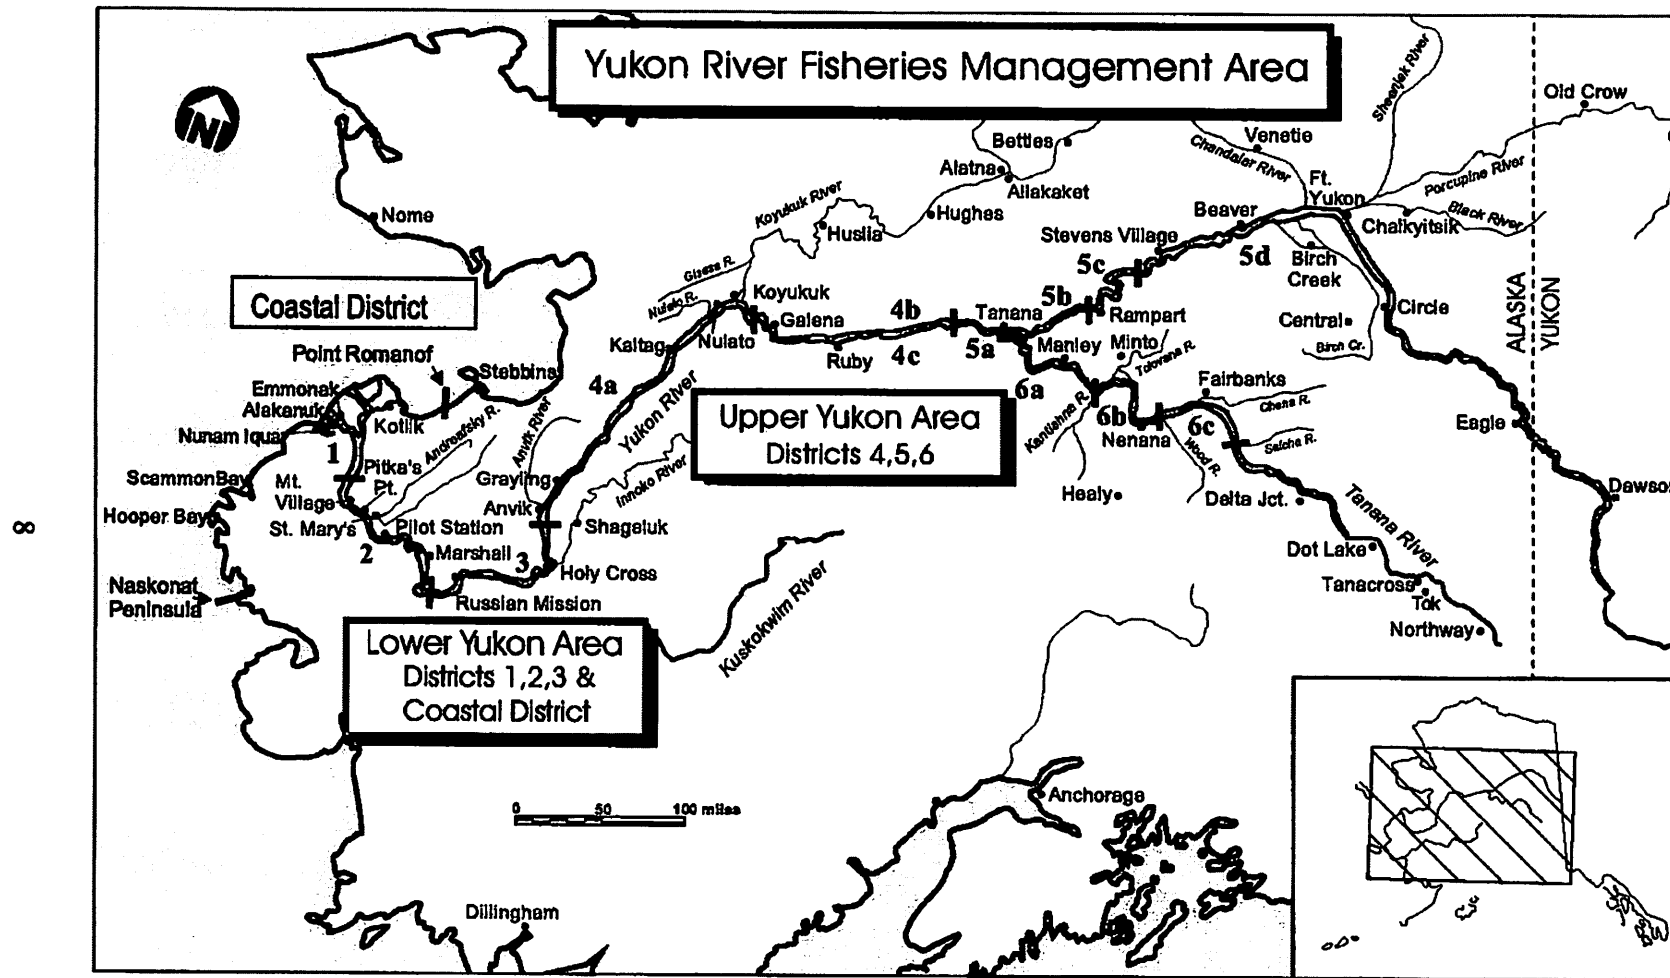 Yukon River Fisheries Management Area
N
Old Crow
Sheenjek River
Venetie
Chandalar River
Bettles
Alatna
Allakaket
Hughes
Koyukuk River
Huslia
Ft.
Yukon
Porcupine River
Black River
Chalkyitsik
Beaver
Stevens Village
5c
5d
Birch
Creek
Nome
Gisasa R.
Nulato R.
Koyukuk
Galena
4b
Tanana
5b
Rampart
Circle
Central
Birch Cr.
ALASKA
YUKON
Coastal District
Point Romanof
Stebbins
Kaltag
Nulato
Ruby
4c
5a
Manley
Minto
Tolovana R.
Emmonak
Alakanuk
Nunam Iqua
Kotlik
Andreafsky R.
Anvik River
4a
Yukon River
6a
Kantishna R.
6b
Nenana
Fairbanks
Chena R.
6c
Salcha R.
Wood R.
Eagle
Upper Yukon Area
Districts 4,5,6
1
Pitka's
Pt.
Scammon Bay
Mt.
Village
Grayling
Innoko River
Healy
Delta Jct.
Tanana River
Dawson
Hooper Bay
St. Mary's
Pilot Station
Anvik
Shageluk
8
2
Marshall
3
Holy Cross
Dot Lake
Naskonat
Peninsula
Russian Mission
Tanacross
Tok
Northway
Kuskokwim River
Lower Yukon Area
Districts 1,2,3 &
Coastal District
0 50 100 miles
Anchorage
Dillingham